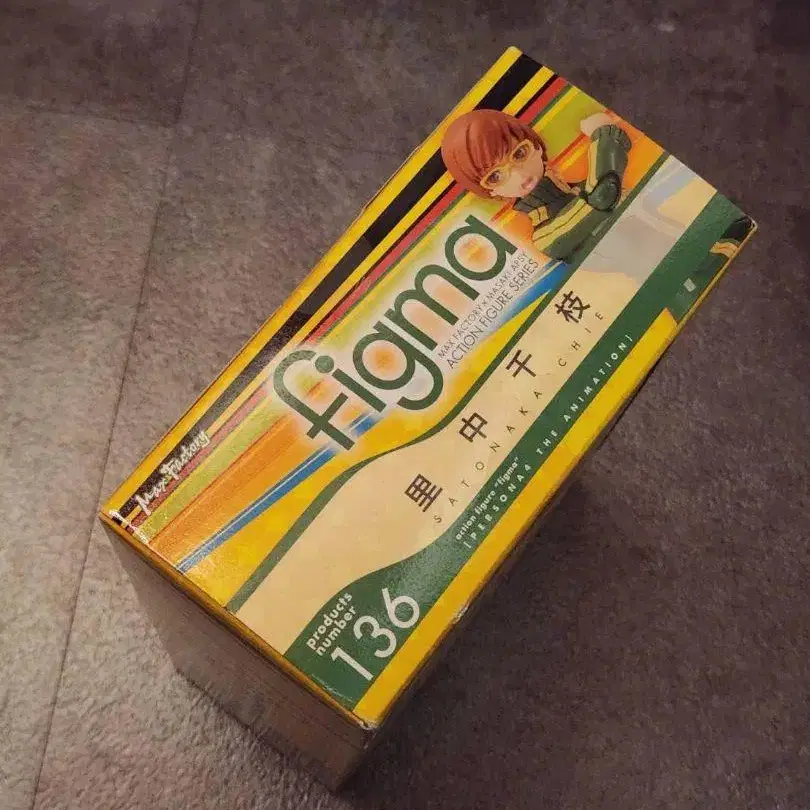 Max Factory
figma
MAX FACTORY × MASAKI APSY
ACTION FIGURE SERIES
里中千枝
SATONAKA CHIE
action figure "figma"
[PERSONA4 THE ANIMATION]
products
number
136